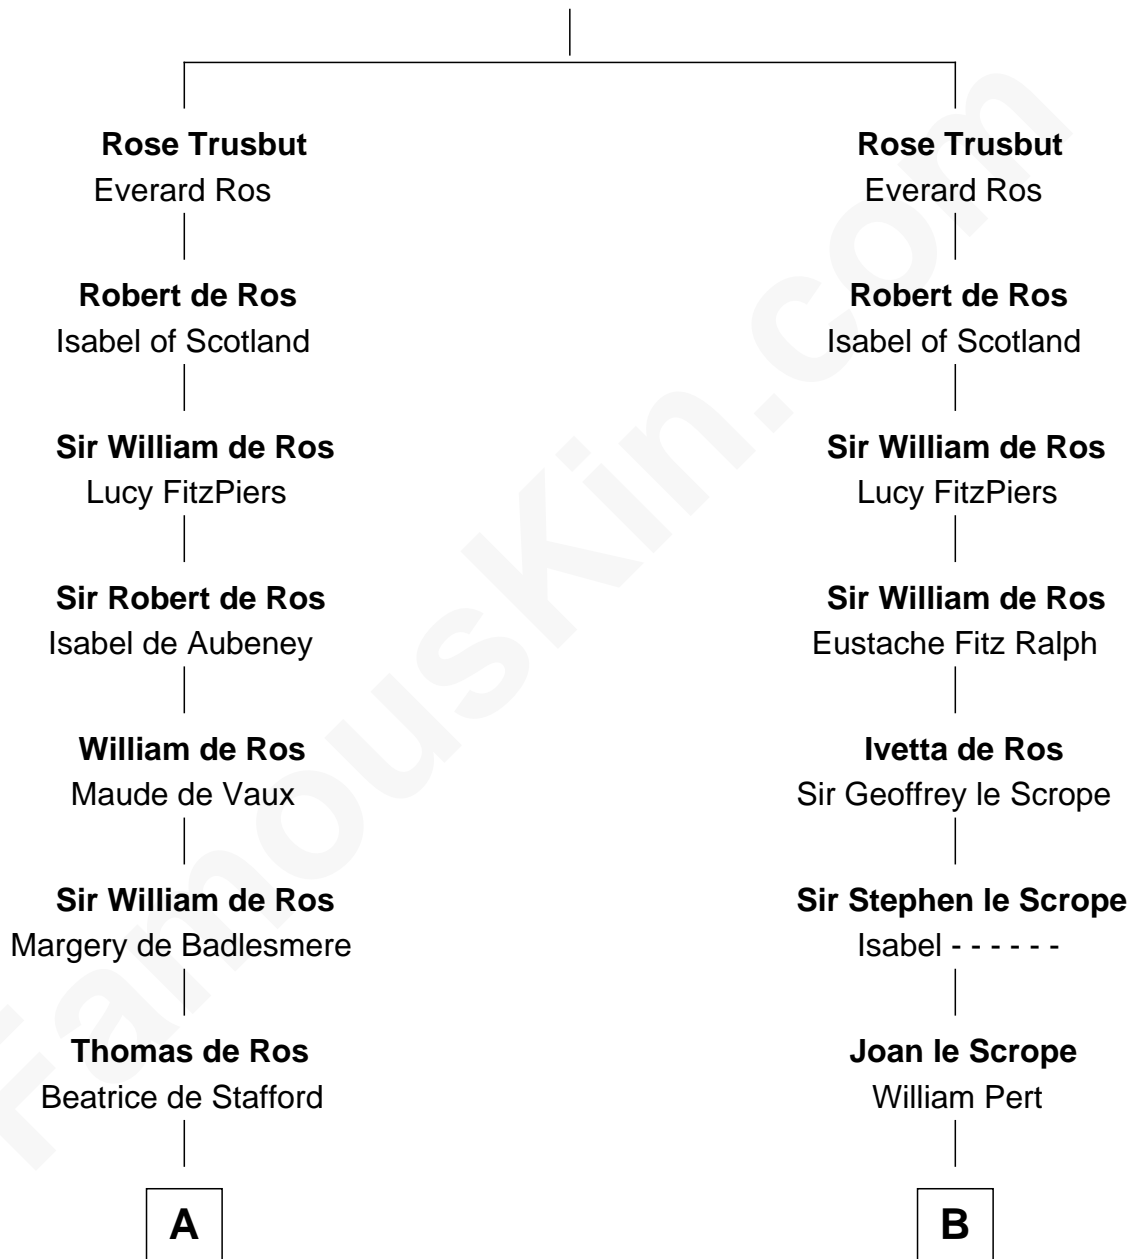 Rose Trusbut
Everard Ros
Robert de Ros
Isabel of Scotland
Sir William de Ros
Lucy FitzPiers
Sir Robert de Ros
Isabel de Aubeney
William de Ros
Maude de Vaux
Sir William de Ros
Margery de Badlesmere
Thomas de Ros
Beatrice de Stafford
A
Rose Trusbut
Everard Ros
Robert de Ros
Isabel of Scotland
Sir William de Ros
Lucy FitzPiers
Sir William de Ros
Eustache Fitz Ralph
Ivetta de Ros
Sir Geoffrey le Scrope
Sir Stephen le Scrope
Isabel - - - - - -
Joan le Scrope
William Pert
B
FamousKin.com